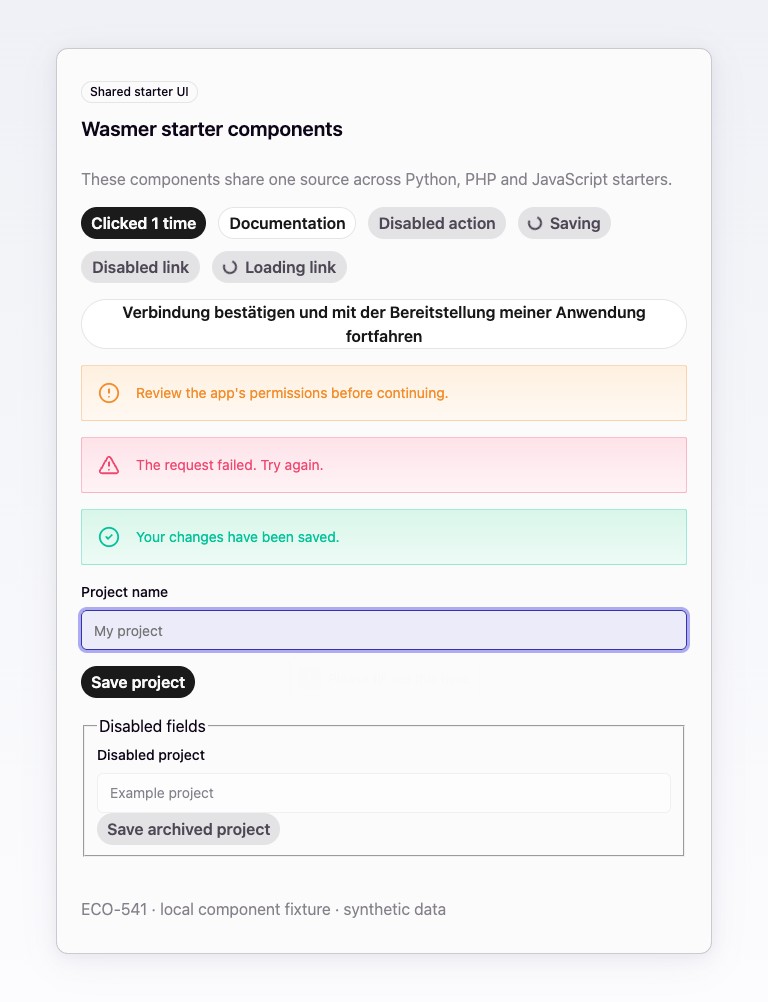 Shared starter UI
Wasmer starter components
These components share one source across Python, PHP and JavaScript starters.
Clicked 1 time
Documentation
Disabled action
Saving
Disabled link
Loading link
Verbindung bestätigen und mit der Bereitstellung meiner Anwendung
fortfahren
Review the app's permissions before continuing.
The request failed. Try again.
Your changes have been saved.
Project name
My project
Save project
Disabled fields
Disabled project
Example project
Save archived project
ECO-541 · local component fixture · synthetic data